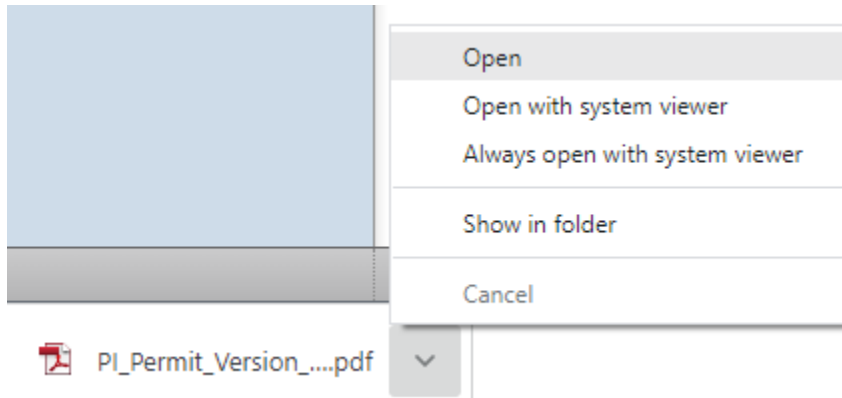 Open
Open with system viewer
Always open with system viewer
Show in folder
Cancel
PI_Permit_Version_....pdf